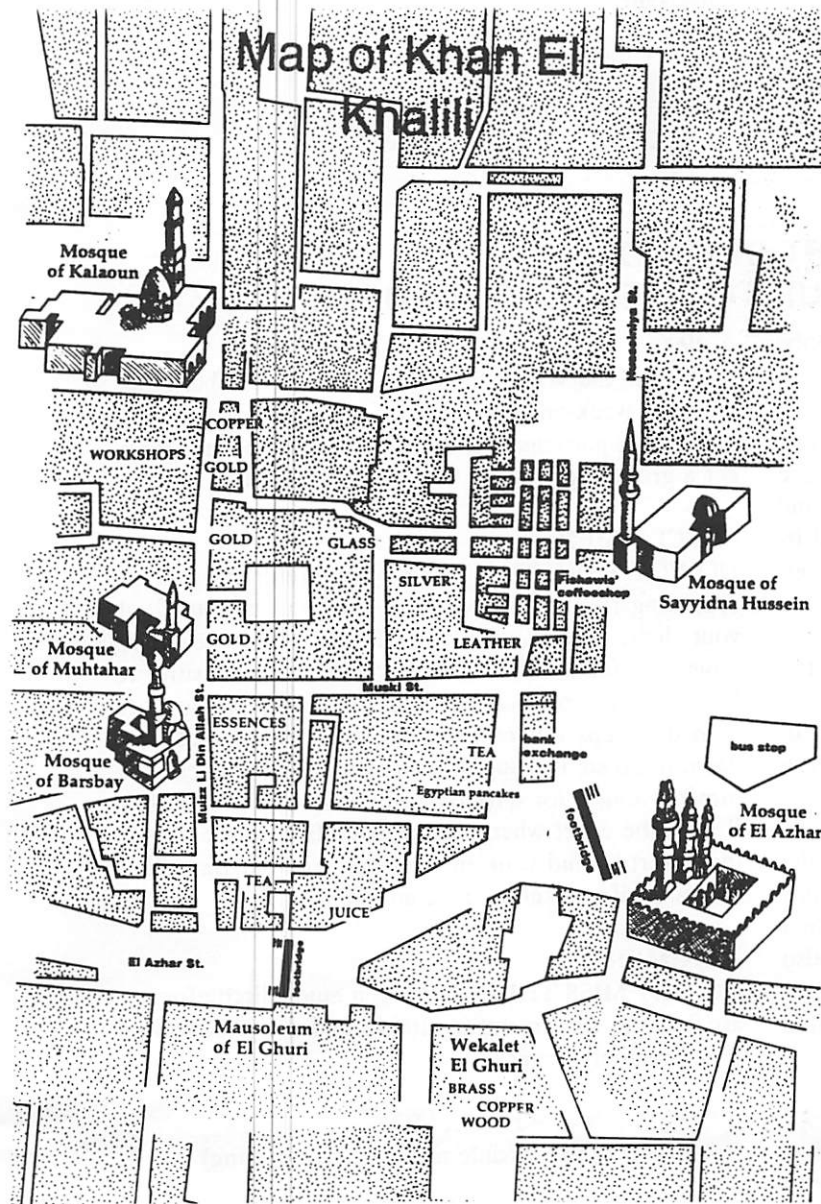 Map of Khan El
Khalili
Mosque
of Kalaoun
Husseiniya St.
COPPER
WORKSHOPS
GOLD
GOLD
GLASS
SILVER
Fishawis'
coffeeshop
Mosque of
Sayyidna Hussein
GOLD
LEATHER
Mosque
of Muhtahar
Muski St.
Muizz Li Din Allah St.
ESSENCES
TEA
bank
exchange
bus stop
Mosque
of Barsbay
Egyptian pancakes
footbridge
Mosque
of El Azhar
TEA
JUICE
El Azhar St.
footbridge
Mausoleum
of El Ghuri
Wekalet
El Ghuri
BRASS
COPPER
WOOD